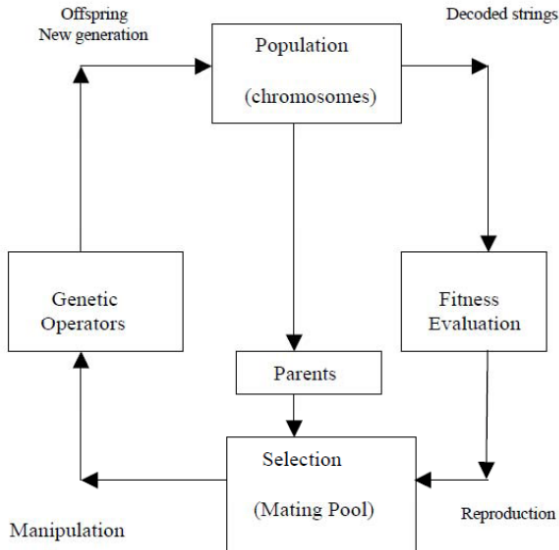 Offspring
New generation
Decoded strings
Population
(chromosomes)
Genetic
Operators
Fitness
Evaluation
Parents
Selection
(Mating Pool)
Manipulation
Reproduction